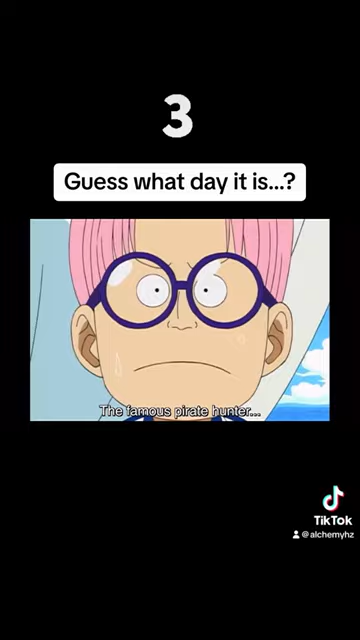 3
Guess what day it is...?
The famous pirate hunter...
TikTok
@alchemyhz